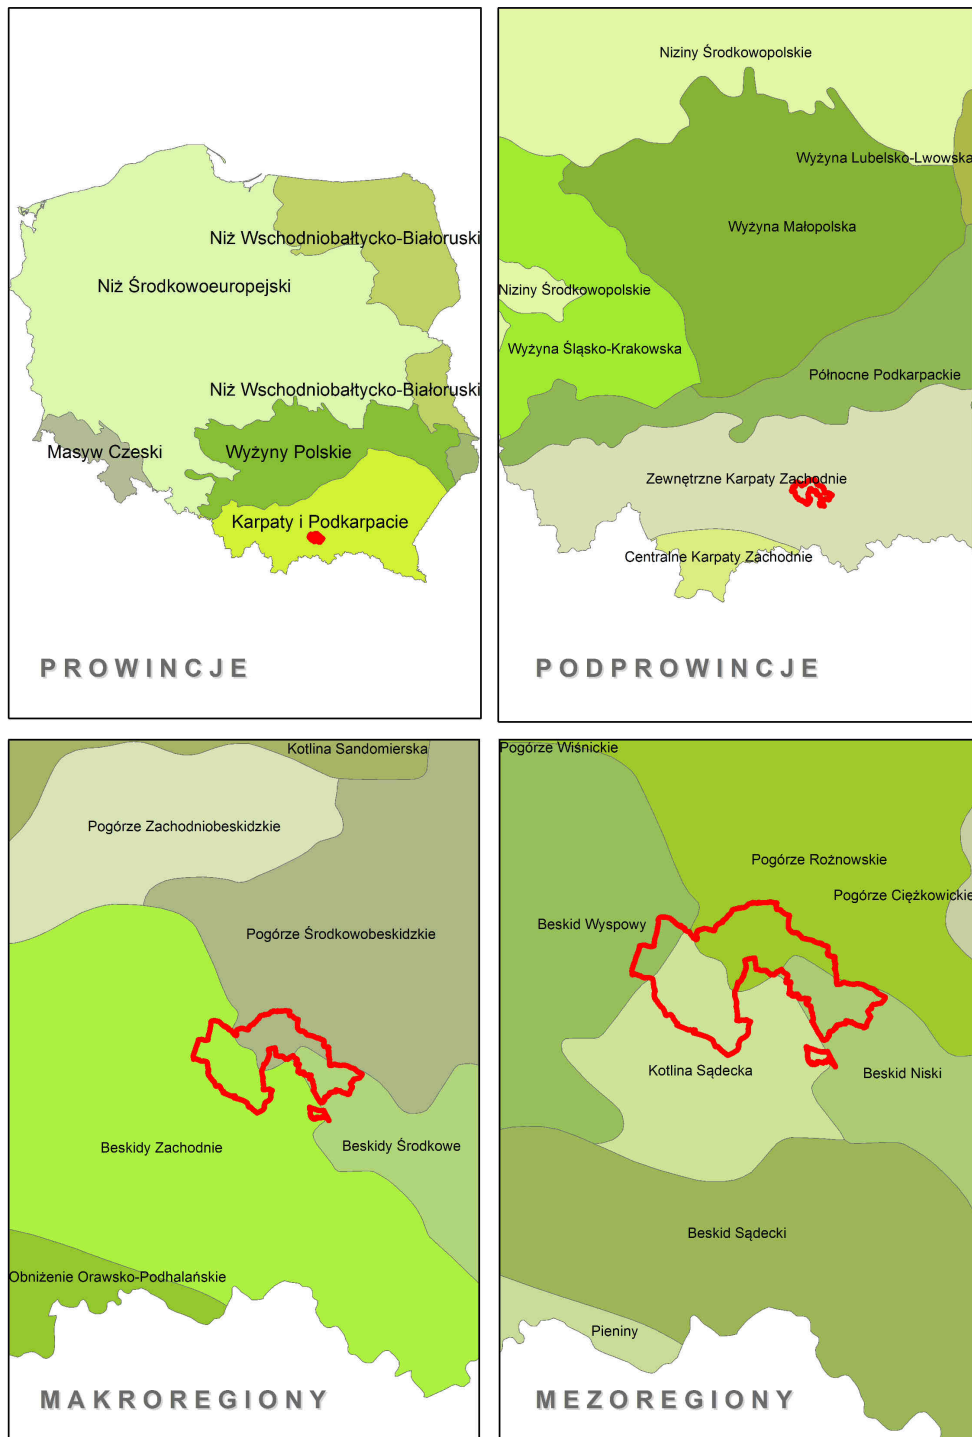 Niż Wschodniobałtycko-Białoruski
Niż Środkowoeuropejski
Niż Wschodniobałtycko-Białoruski
Masyw Czeski
Wyżyny Polskie
Karpaty i Podkarpacie
PROWINCJE
Niziny Środkowopolskie
Wyżyna Lubelsko-Lwowska
Wyżyna Małopolska
Niziny Środkowopolskie
Wyżyna Śląsko-Krakowska
Północne Podkarpackie
Zewnętrzne Karpaty Zachodnie
Centralne Karpaty Zachodnie
PODPROWINCJE
Kotlina Sandomierska
Pogórze Zachodniobeskidzkie
Pogórze Środkowobeskidzkie
Beskidy Zachodnie
Beskidy Środkowe
Obniżenie Orawsko-Podhalańskie
MAKROREGIONY
Pogórze Wiśnickie
Pogórze Rożnowskie
Pogórze Ciężkowickie
Beskid Wyspowy
Kotlina Sądecka
Beskid Niski
Beskid Sądecki
Pieniny
MEZOREGIONY